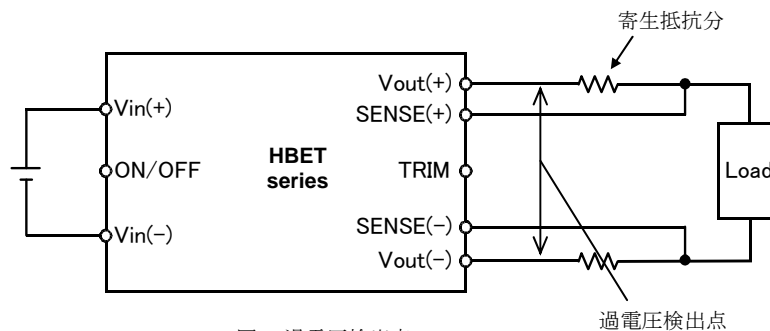 寄生抵抗分
Vout(+)
SENSE(+)
Vin(+)
HBET
series
ON/OFF
TRIM
Load
SENSE(-)
Vin(-)
Vout(-)
過電圧検出点